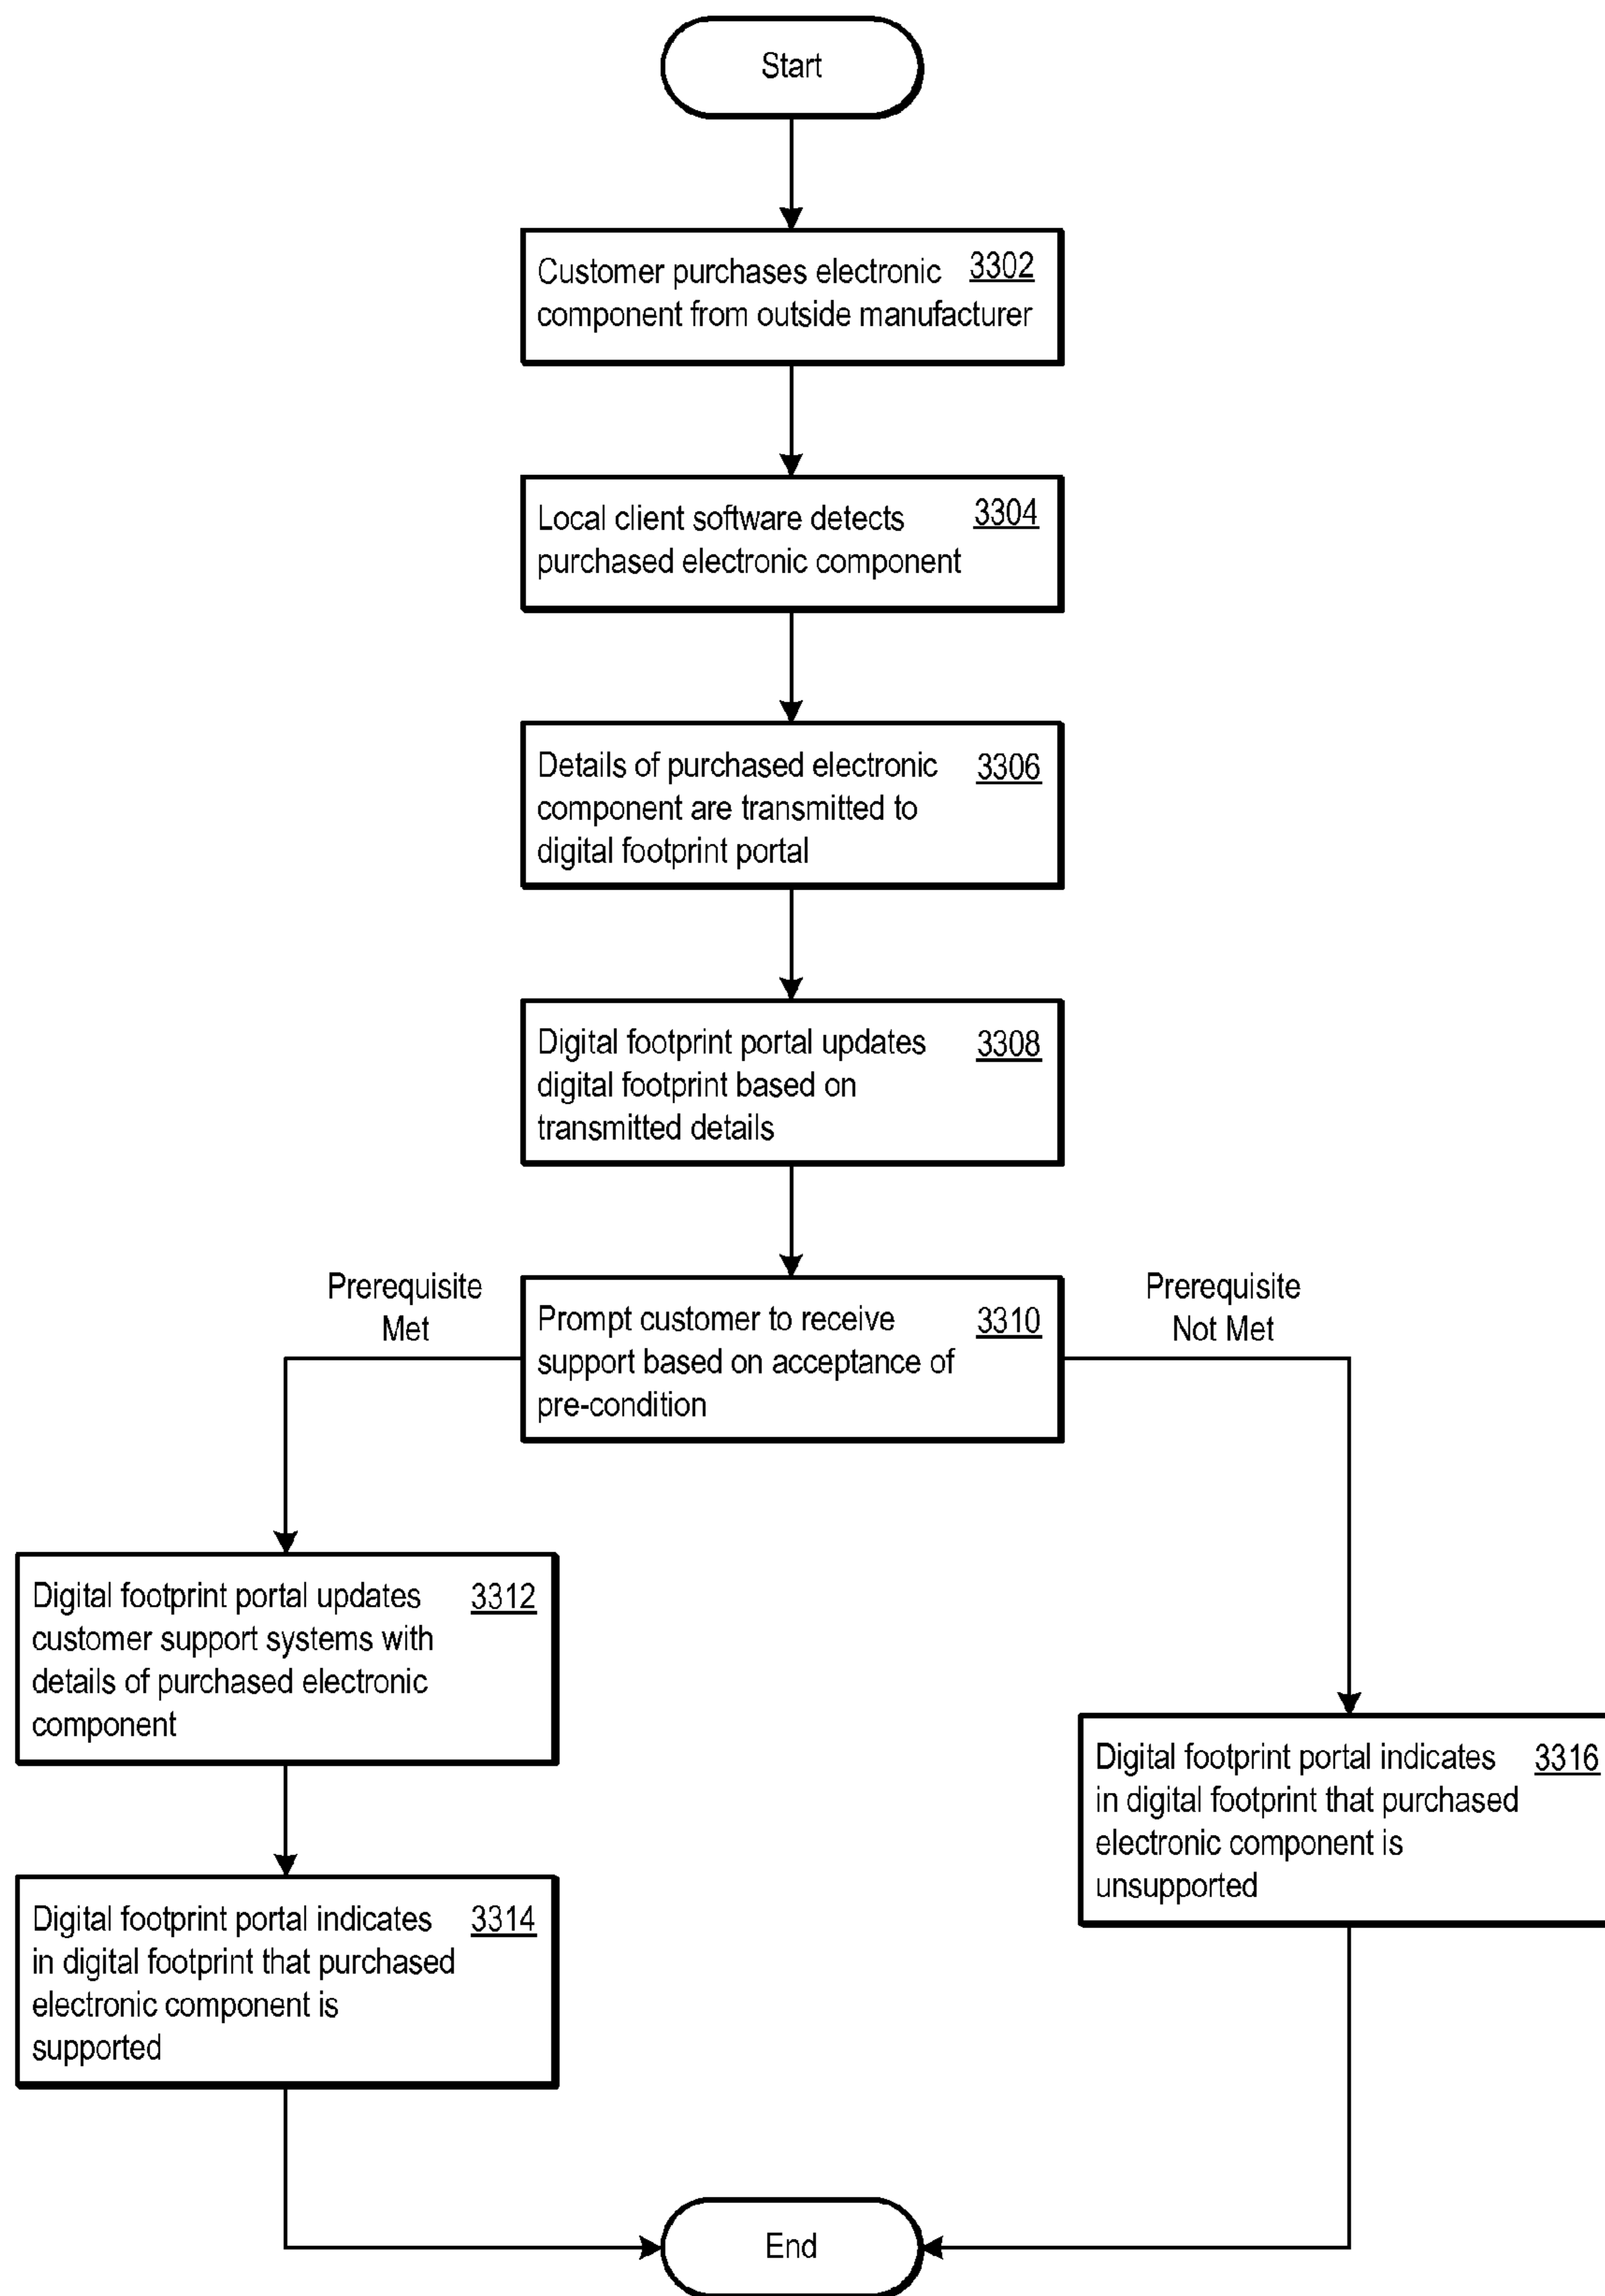 Start
Customer purchases electronic 3302
component from outside manufacturer
Local client software detects 3304
purchased electronic component
Details of purchased electronic 3306
component are transmitted to
digital footprint portal
Digital footprint portal updates 3308
digital footprint based on
transmitted details
Prerequisite
Met
Prompt customer to receive 3310
support based on acceptance of
pre-condition
Prerequisite
Not Met
Digital footprint portal updates 3312
customer support systems with
details of purchased electronic
component
Digital footprint portal indicates 3316
in digital footprint that purchased
electronic component is
unsupported
Digital footprint portal indicates 3314
in digital footprint that purchased
electronic component is
supported
End